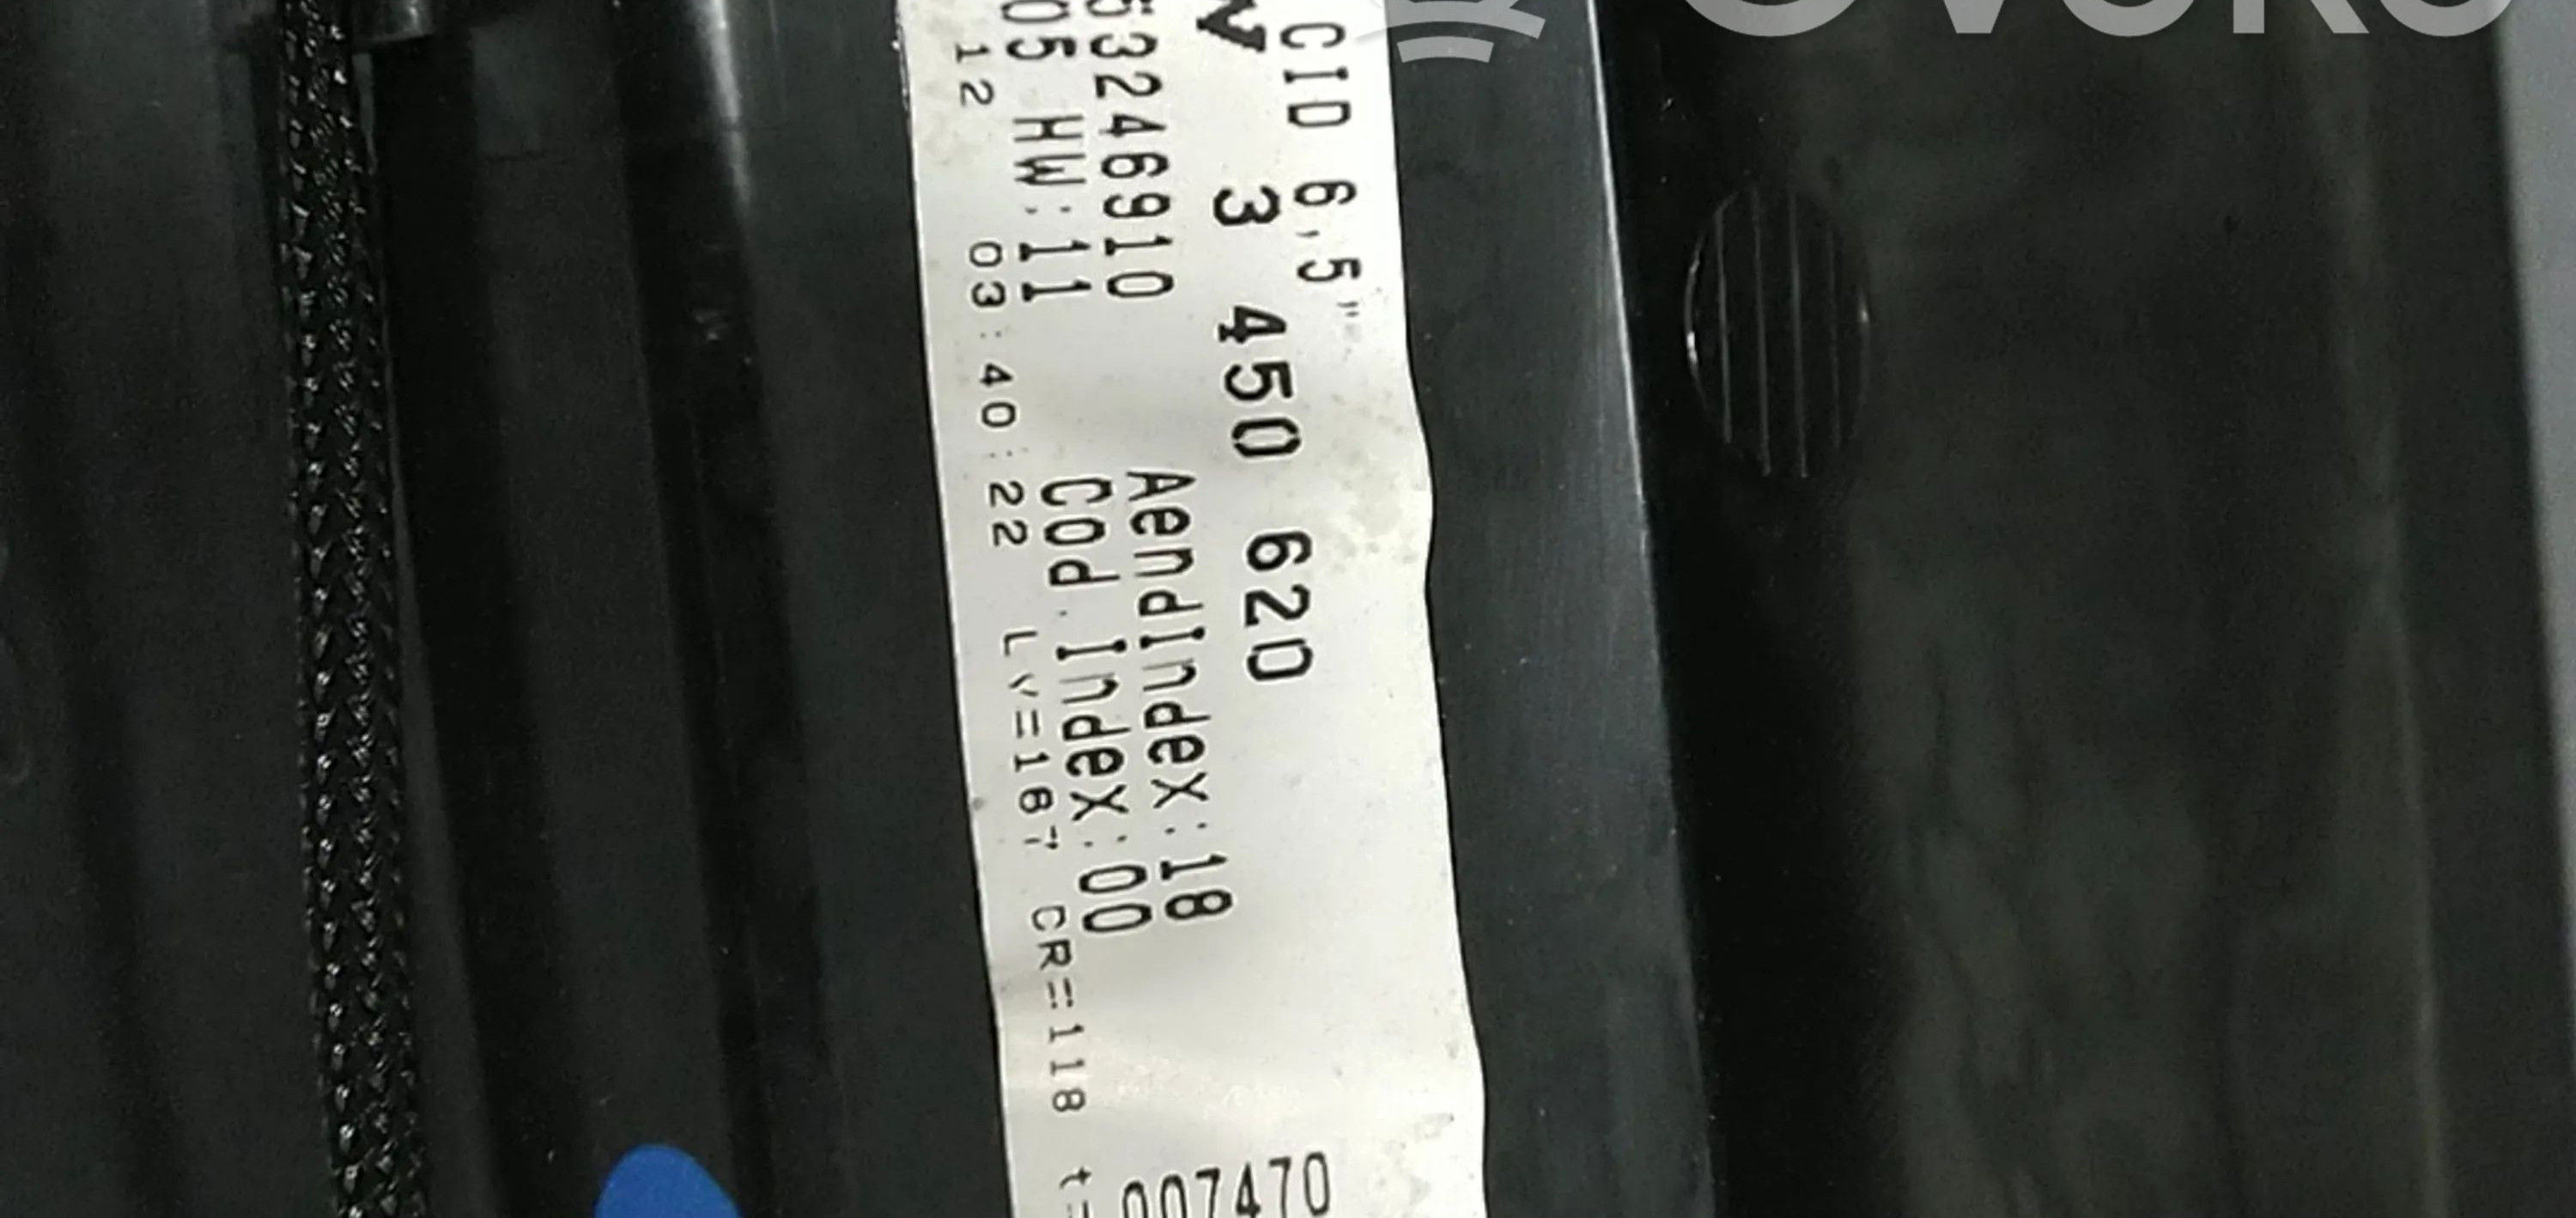 CID 6,5"
W 3 450 620
53246910 AendIndex:18
05 HW:11 Cod.Index:00
12 03:40:22 Lv=187 CR=118 t=
007470